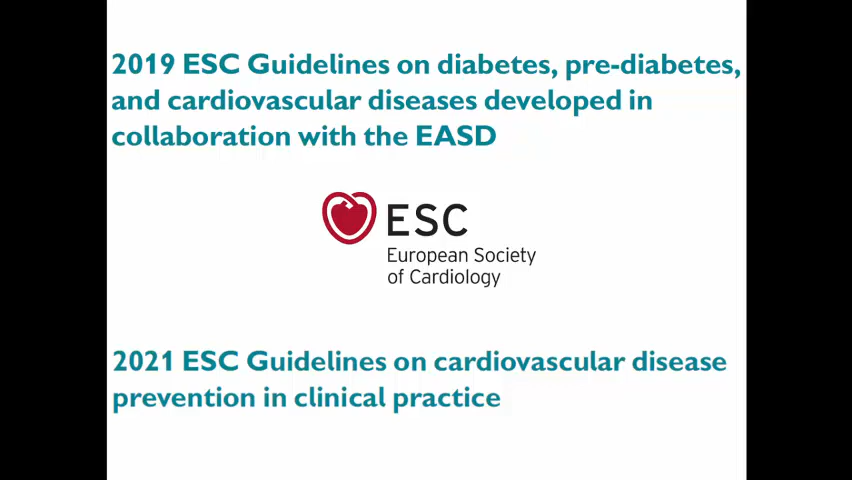 2019 ESC Guidelines on diabetes, pre-diabetes,
and cardiovascular diseases developed in
collaboration with the EASD
ESC
European Society
of Cardiology
2021 ESC Guidelines on cardiovascular disease
prevention in clinical practice